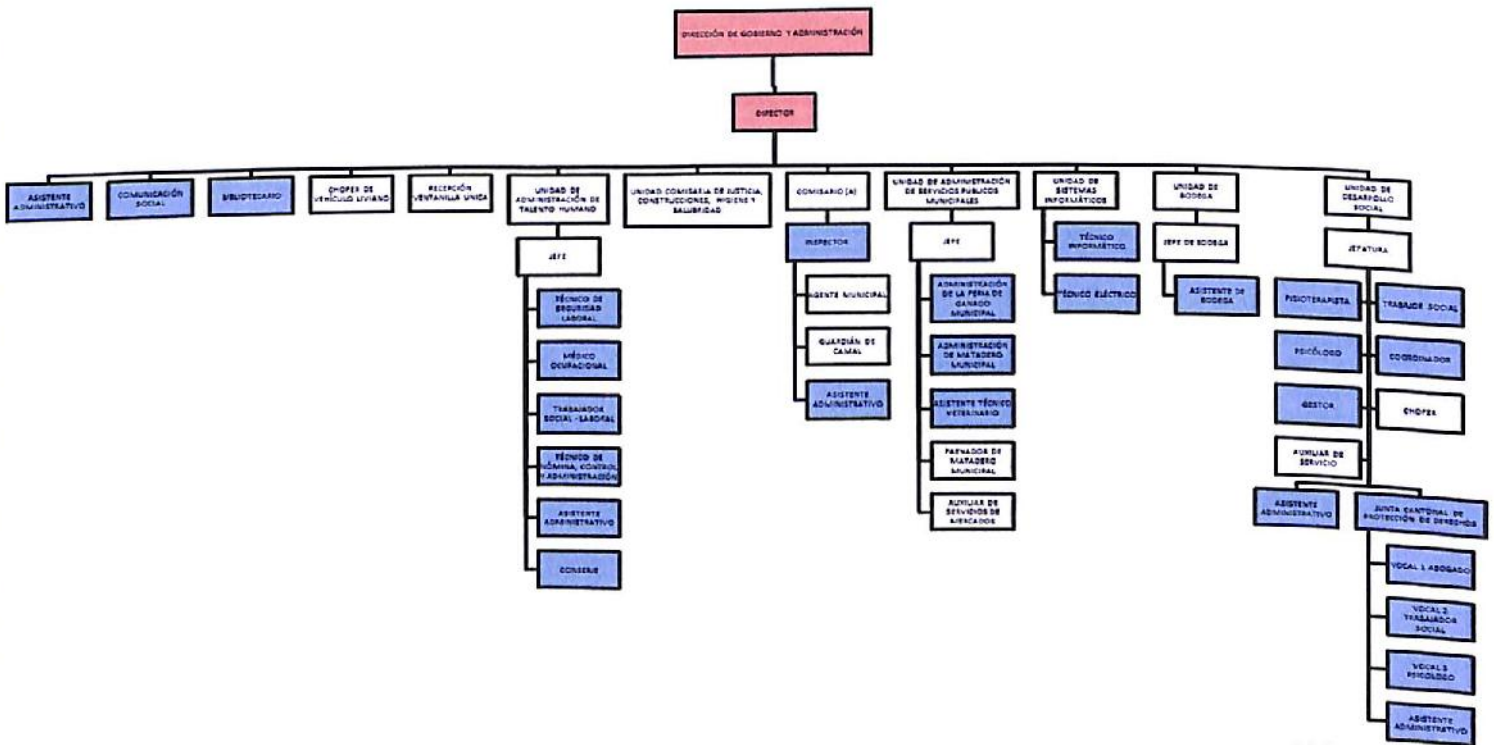 DIRECCIÓN DE GOBIERNO Y ADMINISTRACIÓN
DIRECTOR
ASISTENTE
ADMINISTRATIVO
COMUNICACIÓN
SOCIAL
BIBLIOTECARIO
CHOFER DE
VEHÍCULO LIVIANO
RECEPCIÓN
VENTANILLA UNICA
UNIDAD DE
ADMINISTRACIÓN DE
TALENTO HUMANO
UNIDAD COMISARIA DE JUSTICIA,
CONSTRUCCIONES, HIGIENE Y
SALUBRIDAD
COMISARIO (A)
UNIDAD DE ADMINISTRACIÓN
DE SERVICIOS PUBLICOS
MUNICIPALES
UNIDAD DE
SISTEMAS
INFORMÁTICOS
UNIDAD DE
BODEGA
UNIDAD DE
DESARROLLO
SOCIAL
JEFE
TÉCNICO DE
SEGURIDAD
LABORAL
MÉDICO
OCUPACIONAL
TRABAJADOR
SOCIAL - LABORAL
TÉCNICO DE
NÓMINA, CONTROL
Y ADMINISTRACIÓN
ASISTENTE
ADMINISTRATIVO
CONSERJE
INSPECTOR
AGENTE MUNICIPAL
GUARDIÁN DE
CAMAL
ASISTENTE
ADMINISTRATIVO
JEFE
ADMINISTRACIÓN
DE LA FERIA DE
GANADO
MUNICIPAL
ADMINISTRACIÓN
DE MATADERO
MUNICIPAL
ASISTENTE TÉCNICO
VETERINARIO
FAENADOR DE
MATADERO
MUNICIPAL
AUXILIAR DE
SERVICIOS DE
MERCADOS
TÉCNICO
INFORMÁTICO
TÉCNICO ELÉCTRICO
JEFE DE BODEGA
ASISTENTE DE
BODEGA
JEFATURA
FISIOTERAPISTA
TRABAJOR SOCIAL
PSICÓLOGO
COORDINADOR
GESTOR
CHOFER
AUXILIAR DE
SERVICIO
ASISTENTE
ADMINISTRATIVO
JUNTA CANTONAL DE
PROTECCIÓN DE DERECHOS
VOCAL 1 ABOGADO
VOCAL 2
TRABAJADOR
SOCIAL
VOCAL 3
PSICOLOGO
ASISTENTE
ADMINISTRATIVO